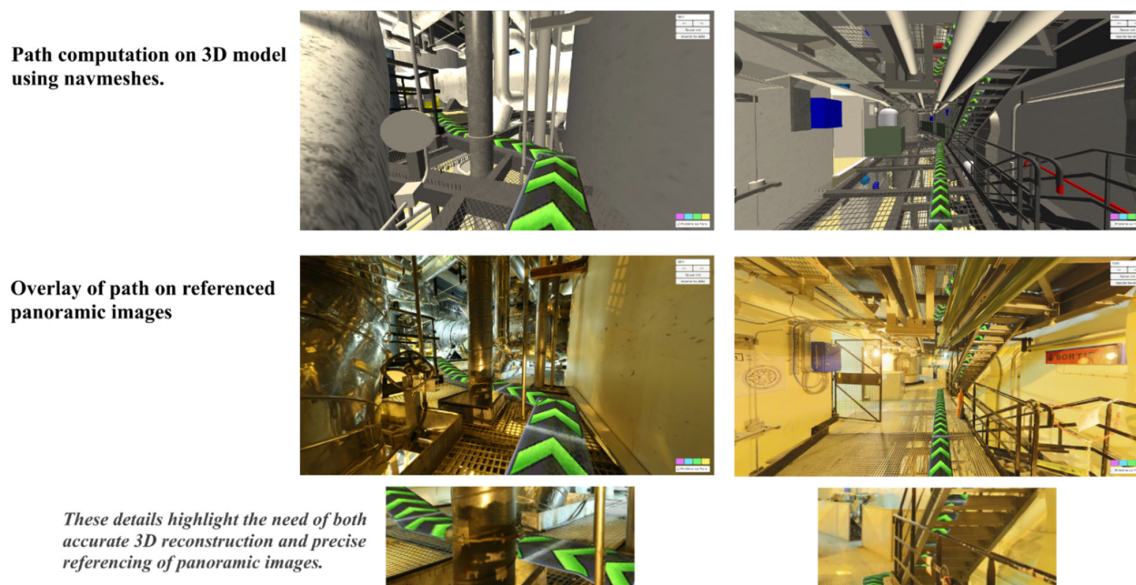 Path computation on 3D model
using navmeshes.
Overlay of path on referenced
panoramic images
SORTIE
These details highlight the need of both
accurate 3D reconstruction and precise
referencing of panoramic images.